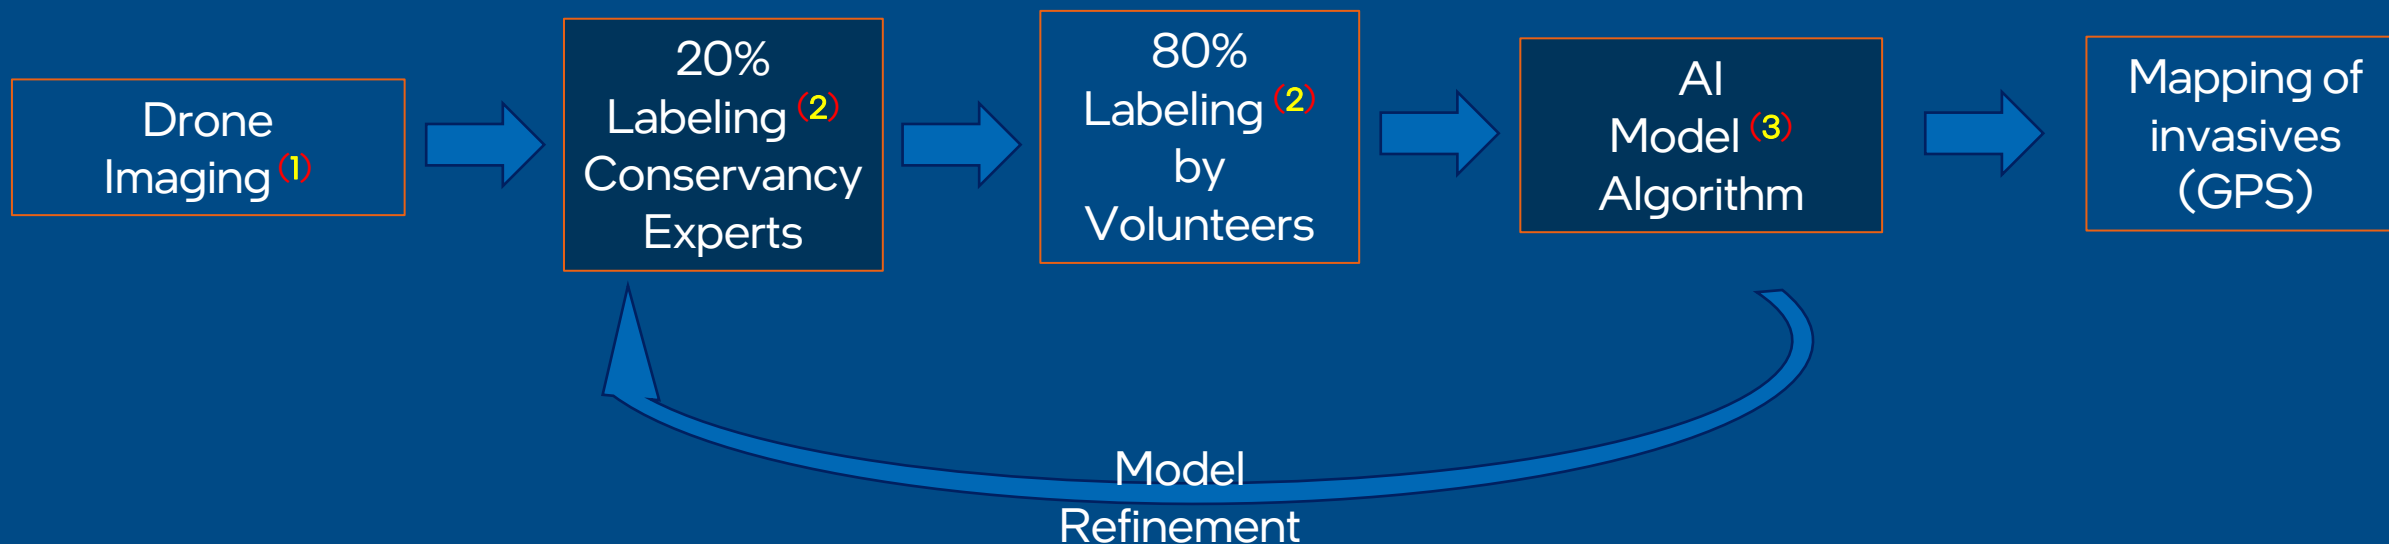 Drone
Imaging (1)
20%
Labeling (2)
Conservancy
Experts
80%
Labeling (2)
by
Volunteers
AI
Model (3)
Algorithm
Mapping of
invasives
(GPS)
Model
Refinement